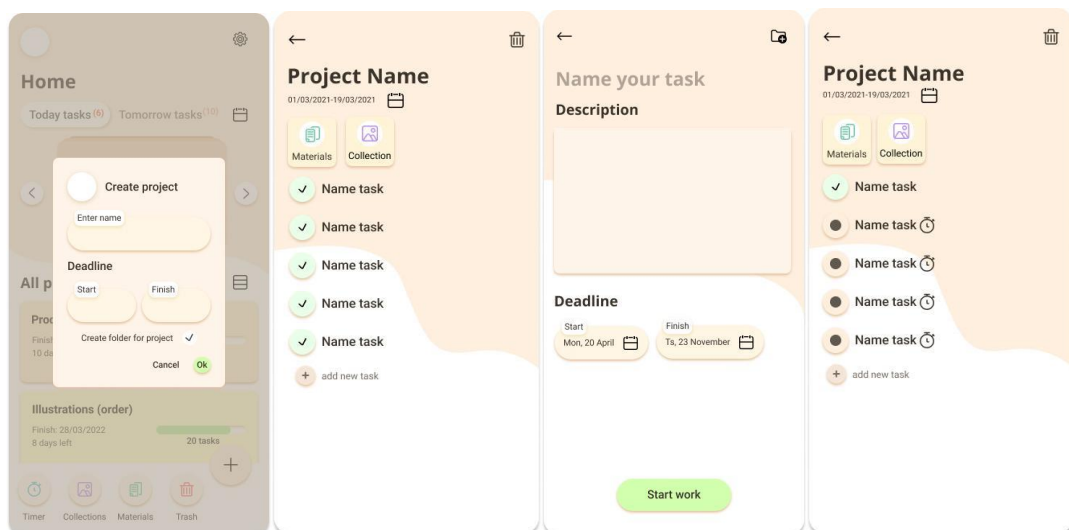 Home
Today tasks (6) Tomorrow tasks (10)
Create project
Enter name
Deadline
Start Finish
Create folder for project
Cancel Ok
All p
Finish
10 da
Illustrations (order)
Finish: 28/03/2022
8 days left
20 tasks
Timer Collections Materials Trash
Project Name
01/03/2021-19/03/2021
Materials Collection
Name task
Name task
Name task
Name task
Name task
+ add new task
Name your task
Description
Deadline
Start Finish
Mon, 20 April Ts, 23 November
Start work
Project Name
01/03/2021-19/03/2021
Materials Collection
Name task
Name task
Name task
Name task
Name task
+ add new task